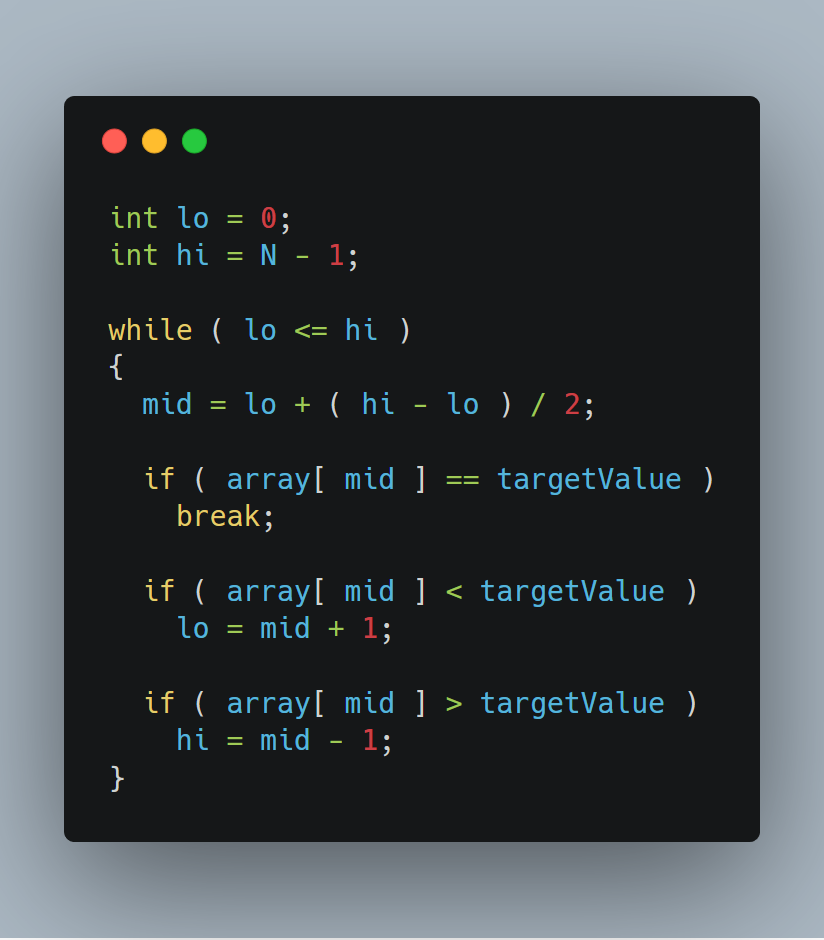 int lo = 0;
int hi = N - 1;
while ( lo <= hi )
{
mid = lo + ( hi - lo ) / 2;
if ( array[ mid ] == targetValue )
break;
if ( array[ mid ] < targetValue )
lo = mid + 1;
if ( array[ mid ] > targetValue )
hi = mid - 1;
}